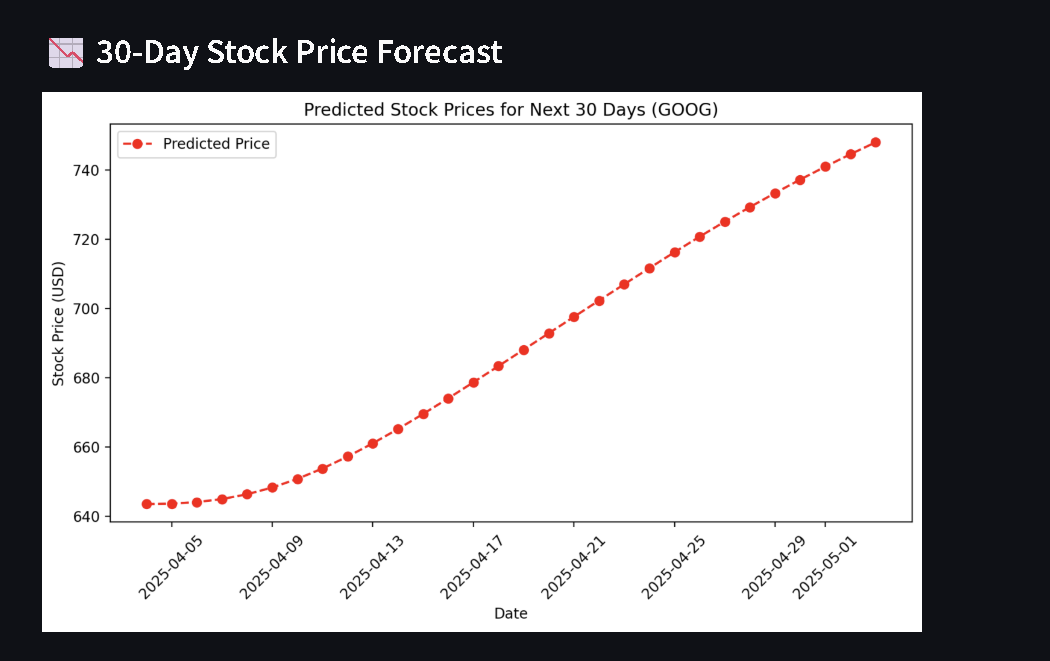 30-Day Stock Price Forecast
Predicted Stock Prices for Next 30 Days (GOOG)
Predicted Price
Stock Price (USD)
740
720
700
680
660
640
2025-04-05
2025-04-09
2025-04-13
2025-04-17
2025-04-21
2025-04-25
2025-04-29
2025-05-01
Date